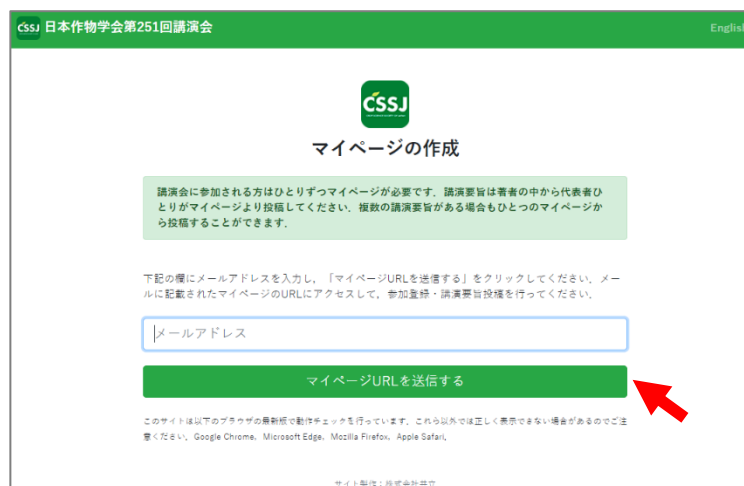 CSSJ 日本作物学会第251回講演会
English
CSSJ
マイページの作成
講演会に参加される方はひとりずつマイページが必要です．講演要旨は著者の中から代表者ひ
とりがマイページより投稿してください．複数の講演要旨がある場合もひとつのマイページか
ら投稿することができます．
下記の欄にメールアドレスを入力し，「マイページURLを送信する」をクリックしてください．メー
ルに記載されたマイページのURLにアクセスして，参加登録・講演要旨投稿を行ってください．
メールアドレス
マイページURLを送信する
このサイトは以下のブラウザの最新版で動作チェックを行っています．これら以外では正しく表示できない場合があるのでご注
意ください．Google Chrome，Microsoft Edge，Mozilla Firefox，Apple Safari．
サイト製作：株式会社共立